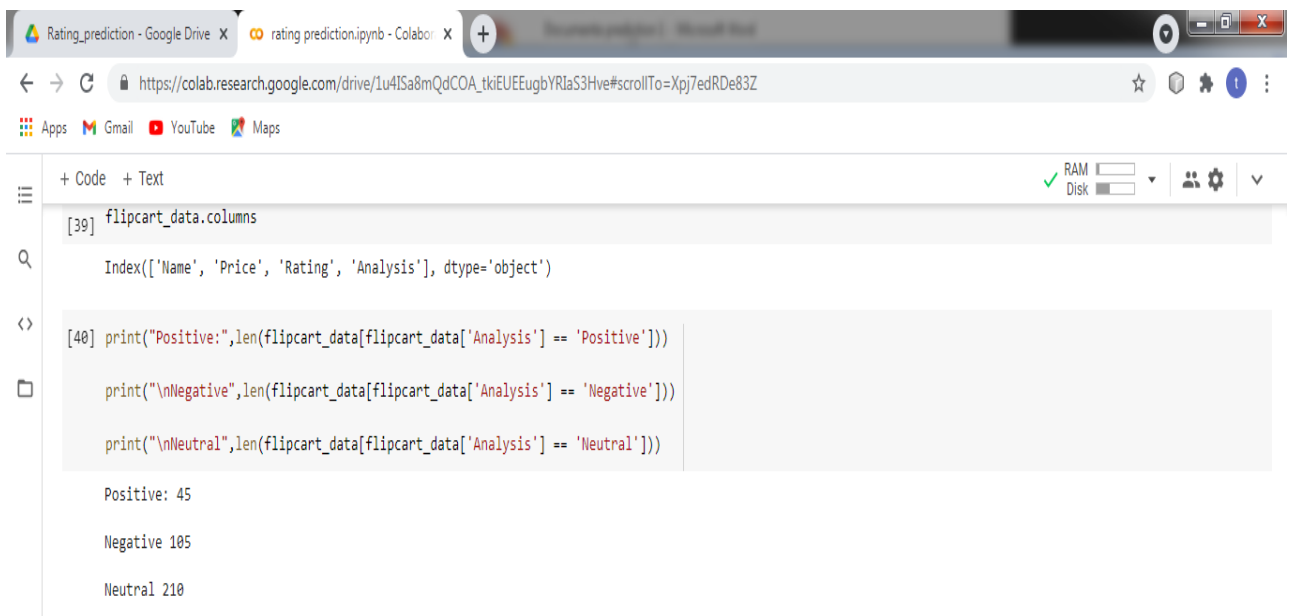 Rating_prediction - Google Drive
rating prediction.ipynb - Colabor
https://colab.research.google.com/drive/1u4ISa8mQdCOA_tkiEUEEugbYRIaS3Hve#scrollTo=Xpj7edRDe83Z
t
Apps Gmail YouTube Maps
+ Code + Text
RAM
Disk
[39] flipcart_data.columns
Index(['Name', 'Price', 'Rating', 'Analysis'], dtype='object')
[40] print("Positive:",len(flipcart_data[flipcart_data['Analysis'] == 'Positive']))
print("\nNegative",len(flipcart_data[flipcart_data['Analysis'] == 'Negative']))
print("\nNeutral",len(flipcart_data[flipcart_data['Analysis'] == 'Neutral']))
Positive: 45
Negative 105
Neutral 210